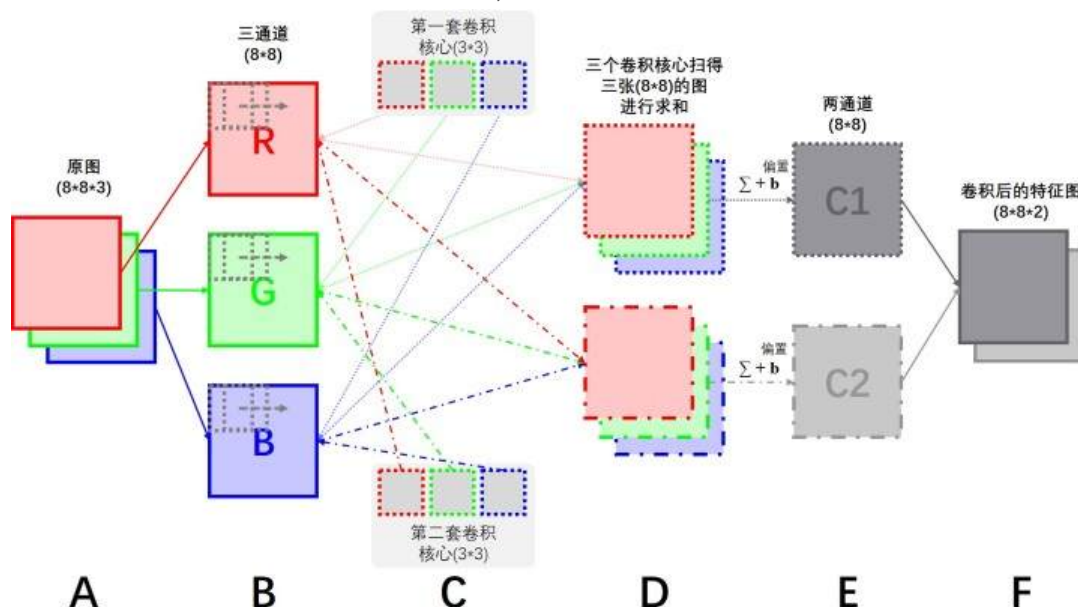 原图
(8*8*3)
三通道
(8*8)
R
G
B
第一套卷积
核心(3*3)
第二套卷积
核心(3*3)
三个卷积核心扫得
三张(8*8)的图
进行求和
偏置
∑ + b
偏置
∑ + b
两通道
(8*8)
C1
C2
卷积后的特征图
(8*8*2)
A B C D E F